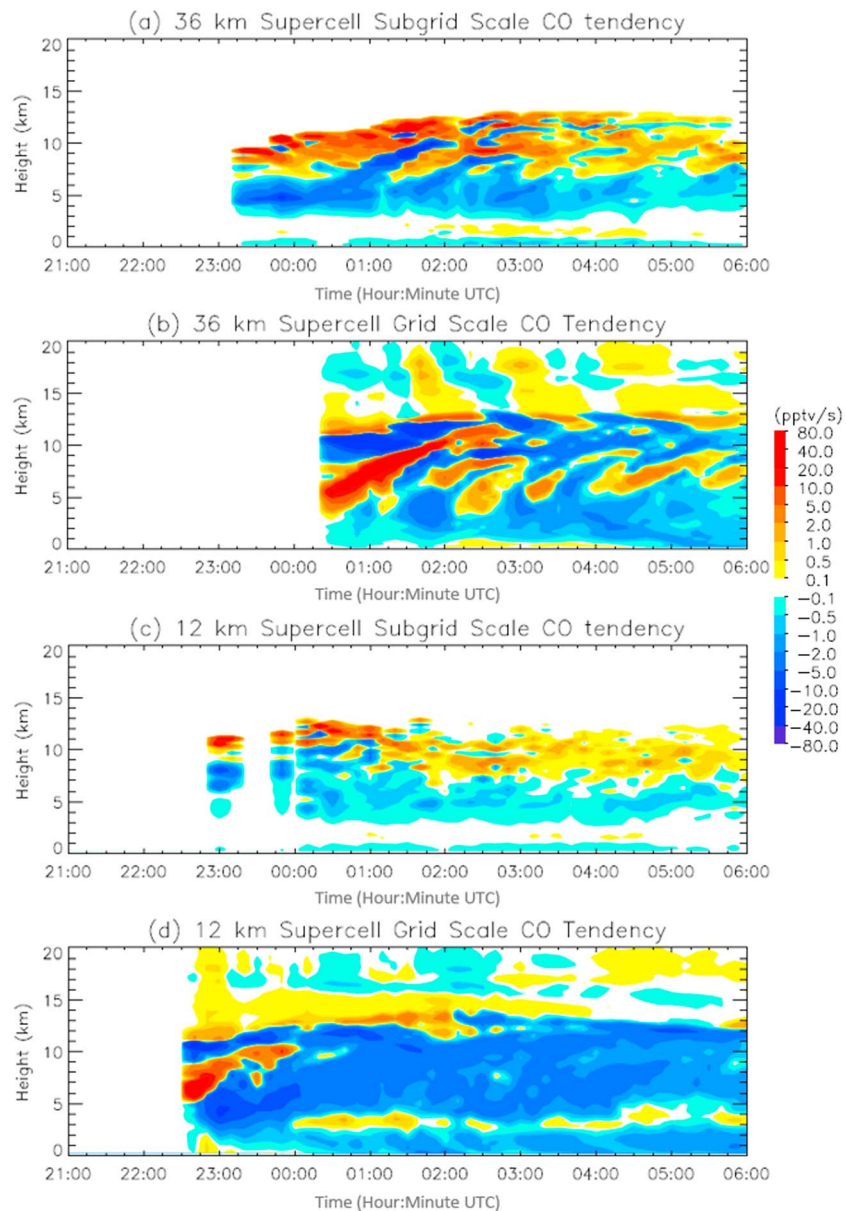 (a) 36 km Supercell Subgrid Scale CO tendency
20
15
10
5
0
Height (km)
21:00 22:00 23:00 00:00 01:00 02:00 03:00 04:00 05:00 06:00
Time (Hour:Minute UTC)
(b) 36 km Supercell Grid Scale CO Tendency
20
15
10
5
0
Height (km)
21:00 22:00 23:00 00:00 01:00 02:00 03:00 04:00 05:00 06:00
Time (Hour:Minute UTC)
(pptv/s)
80.0
40.0
20.0
10.0
5.0
2.0
1.0
0.5
0.1
-0.1
-0.5
-1.0
-2.0
-5.0
-10.0
-20.0
-40.0
-80.0
(c) 12 km Supercell Subgrid Scale CO tendency
20
15
10
5
0
Height (km)
21:00 22:00 23:00 00:00 01:00 02:00 03:00 04:00 05:00 06:00
Time (Hour:Minute UTC)
(d) 12 km Supercell Grid Scale CO Tendency
20
15
10
5
0
Height (km)
21:00 22:00 23:00 00:00 01:00 02:00 03:00 04:00 05:00 06:00
Time (Hour:Minute UTC)